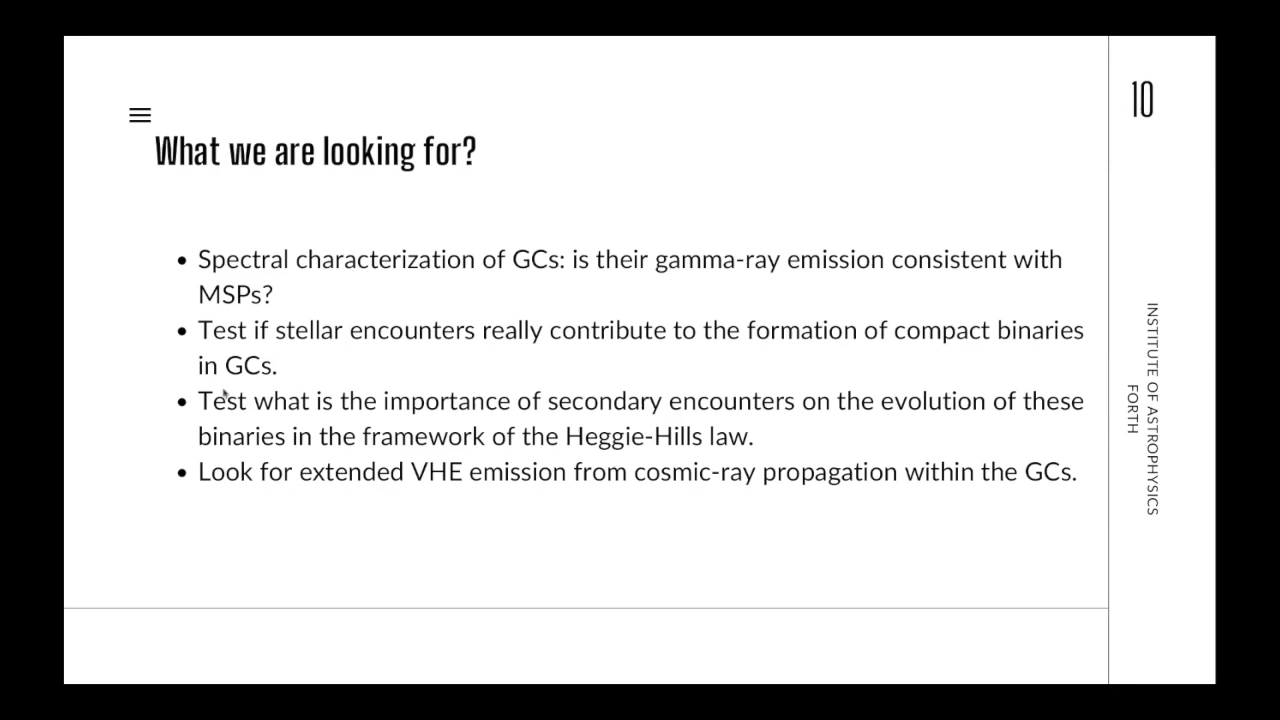 10
What we are looking for?
• Spectral characterization of GCs: is their gamma-ray emission consistent with
MSPs?
• Test if stellar encounters really contribute to the formation of compact binaries
in GCs.
• Test what is the importance of secondary encounters on the evolution of these
binaries in the framework of the Heggie-Hills law.
• Look for extended VHE emission from cosmic-ray propagation within the GCs.
INSTITUTE OF ASTROPHYSICS
FORTH